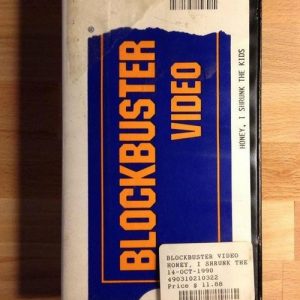 ®
BLOCKBUSTER
VIDEO
HONEY, I SHRUNK THE KIDS
BLOCKBUSTER VIDEO
HONEY, I SHRUNK THE
14-OCT-1990
490310210322
Price $ 11.88